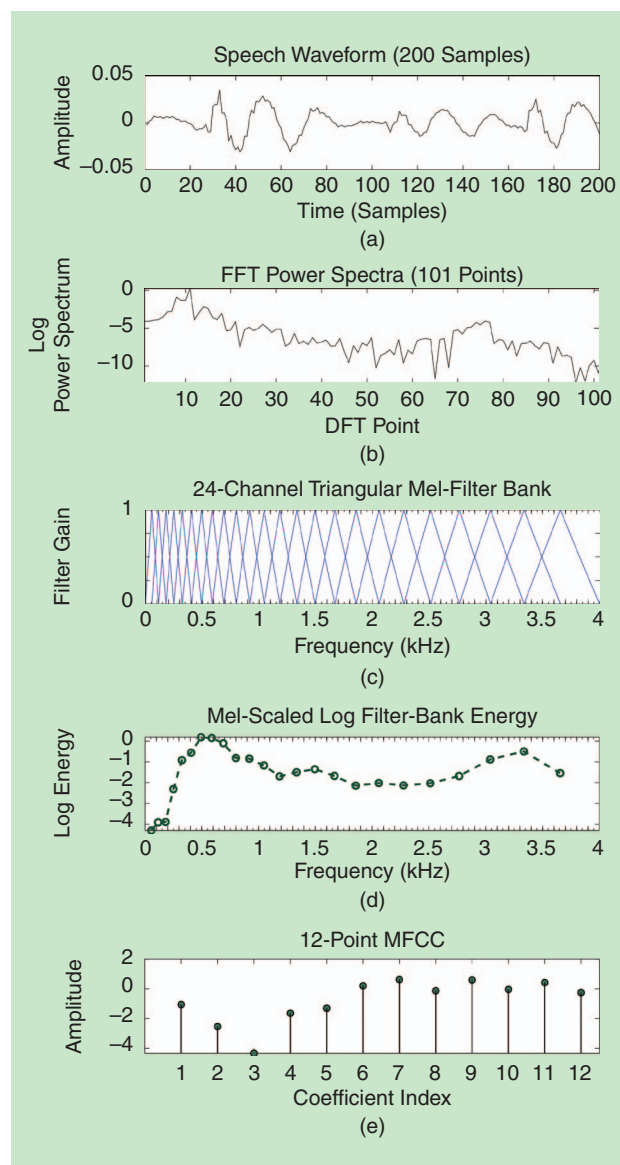 Speech Waveform (200 Samples)
Amplitude
0.05
0
−0.05
0 20 40 60 80 100 120 140 160 180 200
Time (Samples)
(a)
FFT Power Spectra (101 Points)
Log
Power Spectrum
0
−5
−10
10 20 30 40 50 60 70 80 90 100
DFT Point
(b)
24-Channel Triangular Mel-Filter Bank
Filter Gain
1
0
0 0.5 1 1.5 2 2.5 3 3.5 4
Frequency (kHz)
(c)
Mel-Scaled Log Filter-Bank Energy
Log Energy
0
−1
−2
−3
−4
0 0.5 1 1.5 2 2.5 3 3.5 4
Frequency (kHz)
(d)
12-Point MFCC
Amplitude
2
0
−2
−4
1 2 3 4 5 6 7 8 9 10 11 12
Coefficient Index
(e)